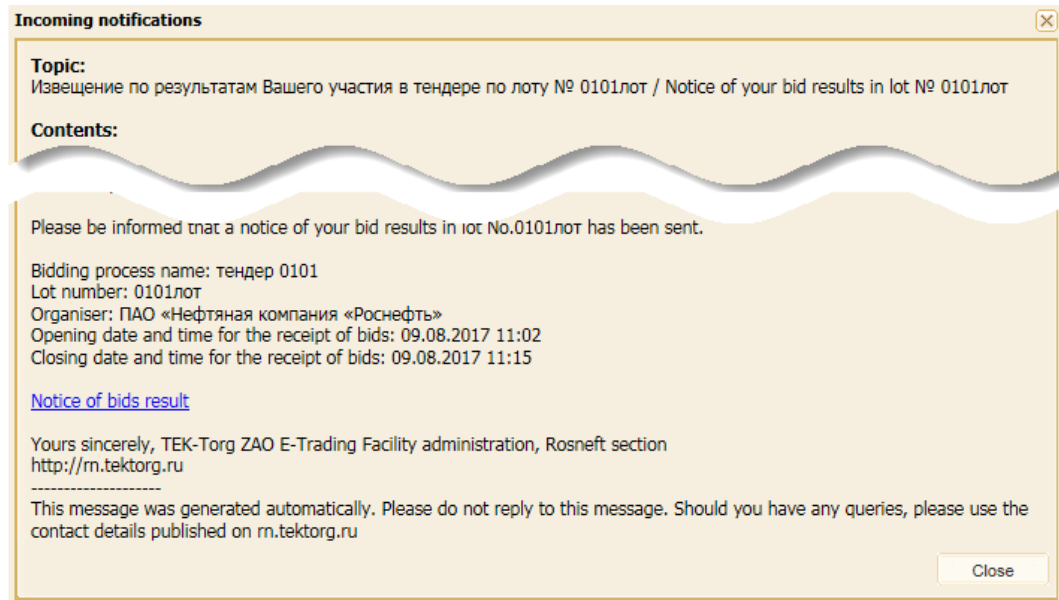 Incoming notifications
Topic:
Извещение по результатам Вашего участия в тендере по лоту № 0101лот / Notice of your bid results in lot № 0101лот
Contents:
Please be informed that a notice of your bid results in lot No.0101лот has been sent.
Bidding process name: тендер 0101
Lot number: 0101лот
Organiser: ПАО «Нефтяная компания «Роснефть»
Opening date and time for the receipt of bids: 09.08.2017 11:02
Closing date and time for the receipt of bids: 09.08.2017 11:15
Notice of bids result
Yours sincerely, TEK-Torg ZAO E-Trading Facility administration, Rosneft section
http://rn.tektorg.ru
--------------------
This message was generated automatically. Please do not reply to this message. Should you have any queries, please use the
contact details published on rn.tektorg.ru
Close